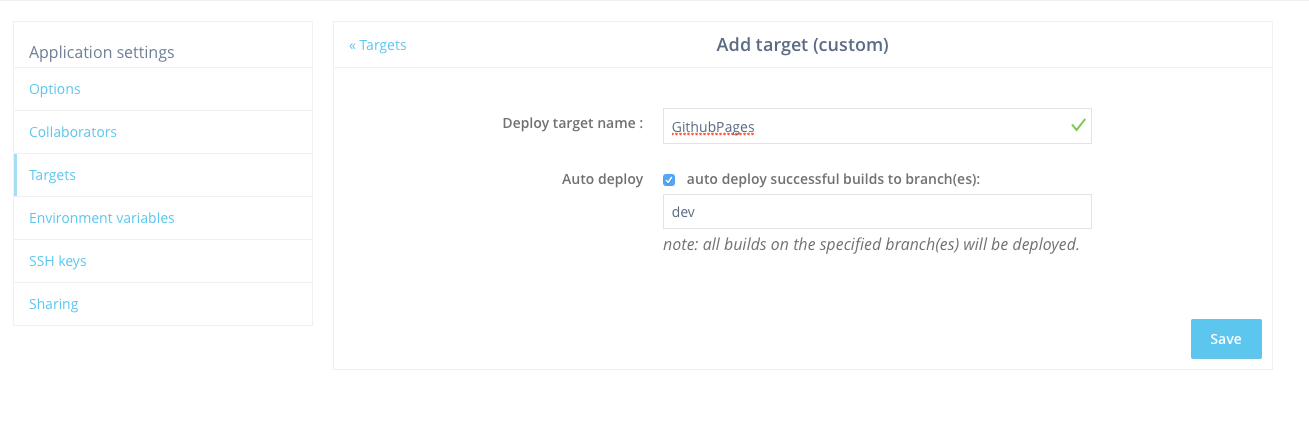 Application settings
Options
Collaborators
Targets
Environment variables
SSH keys
Sharing
« Targets
Add target (custom)
Deploy target name :
GithubPages
Auto deploy
auto deploy successful builds to branch(es):
dev
note: all builds on the specified branch(es) will be deployed.
Save